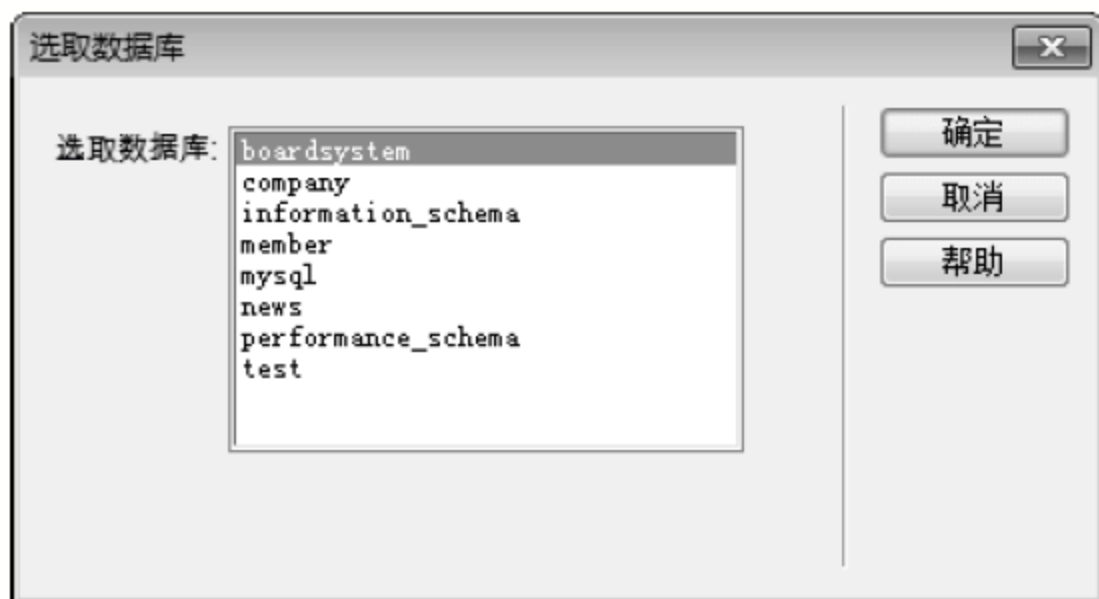 选取数据库
选取数据库:
boardsystem
company
information_schema
member
mysql
news
performance_schema
test
确定
取消
帮助